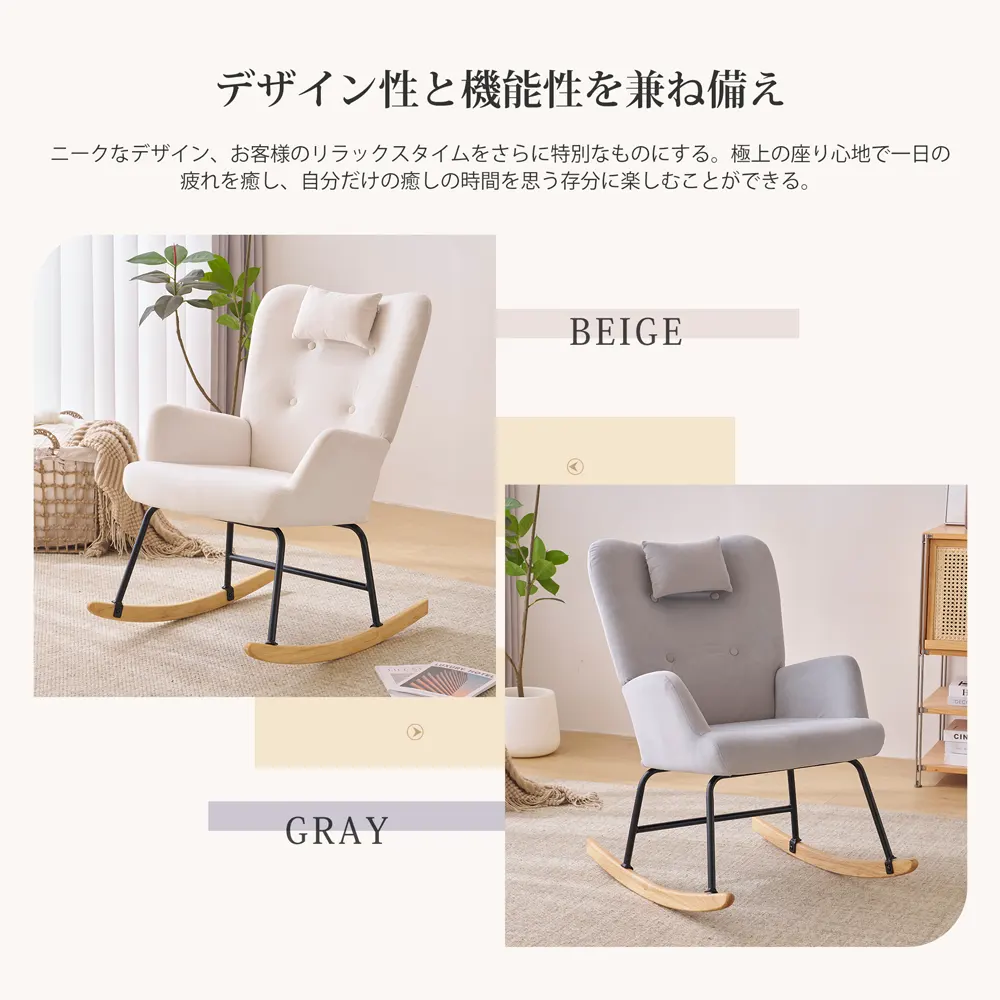 デザイン性と機能性を兼ね備え
ニークなデザイン、お客様のリラックスタイムをさらに特別なものにする。極上の座り心地で一日の
疲れを癒し、自分だけの癒しの時間を思う存分に楽しむことができる。
BEIGE
GRAY